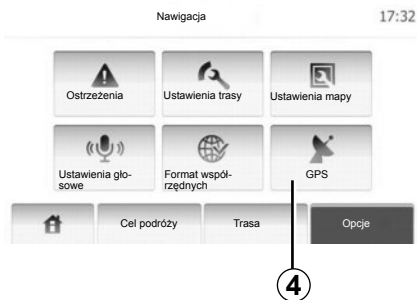 Nawigacja
17:32
Ostrzeżenia
Ustawienia trasy
Ustawienia mapy
Ustawienia gło-
sowe
Format współ-
rzędnych
GPS
Cel podróży
Trasa
Opcje
4